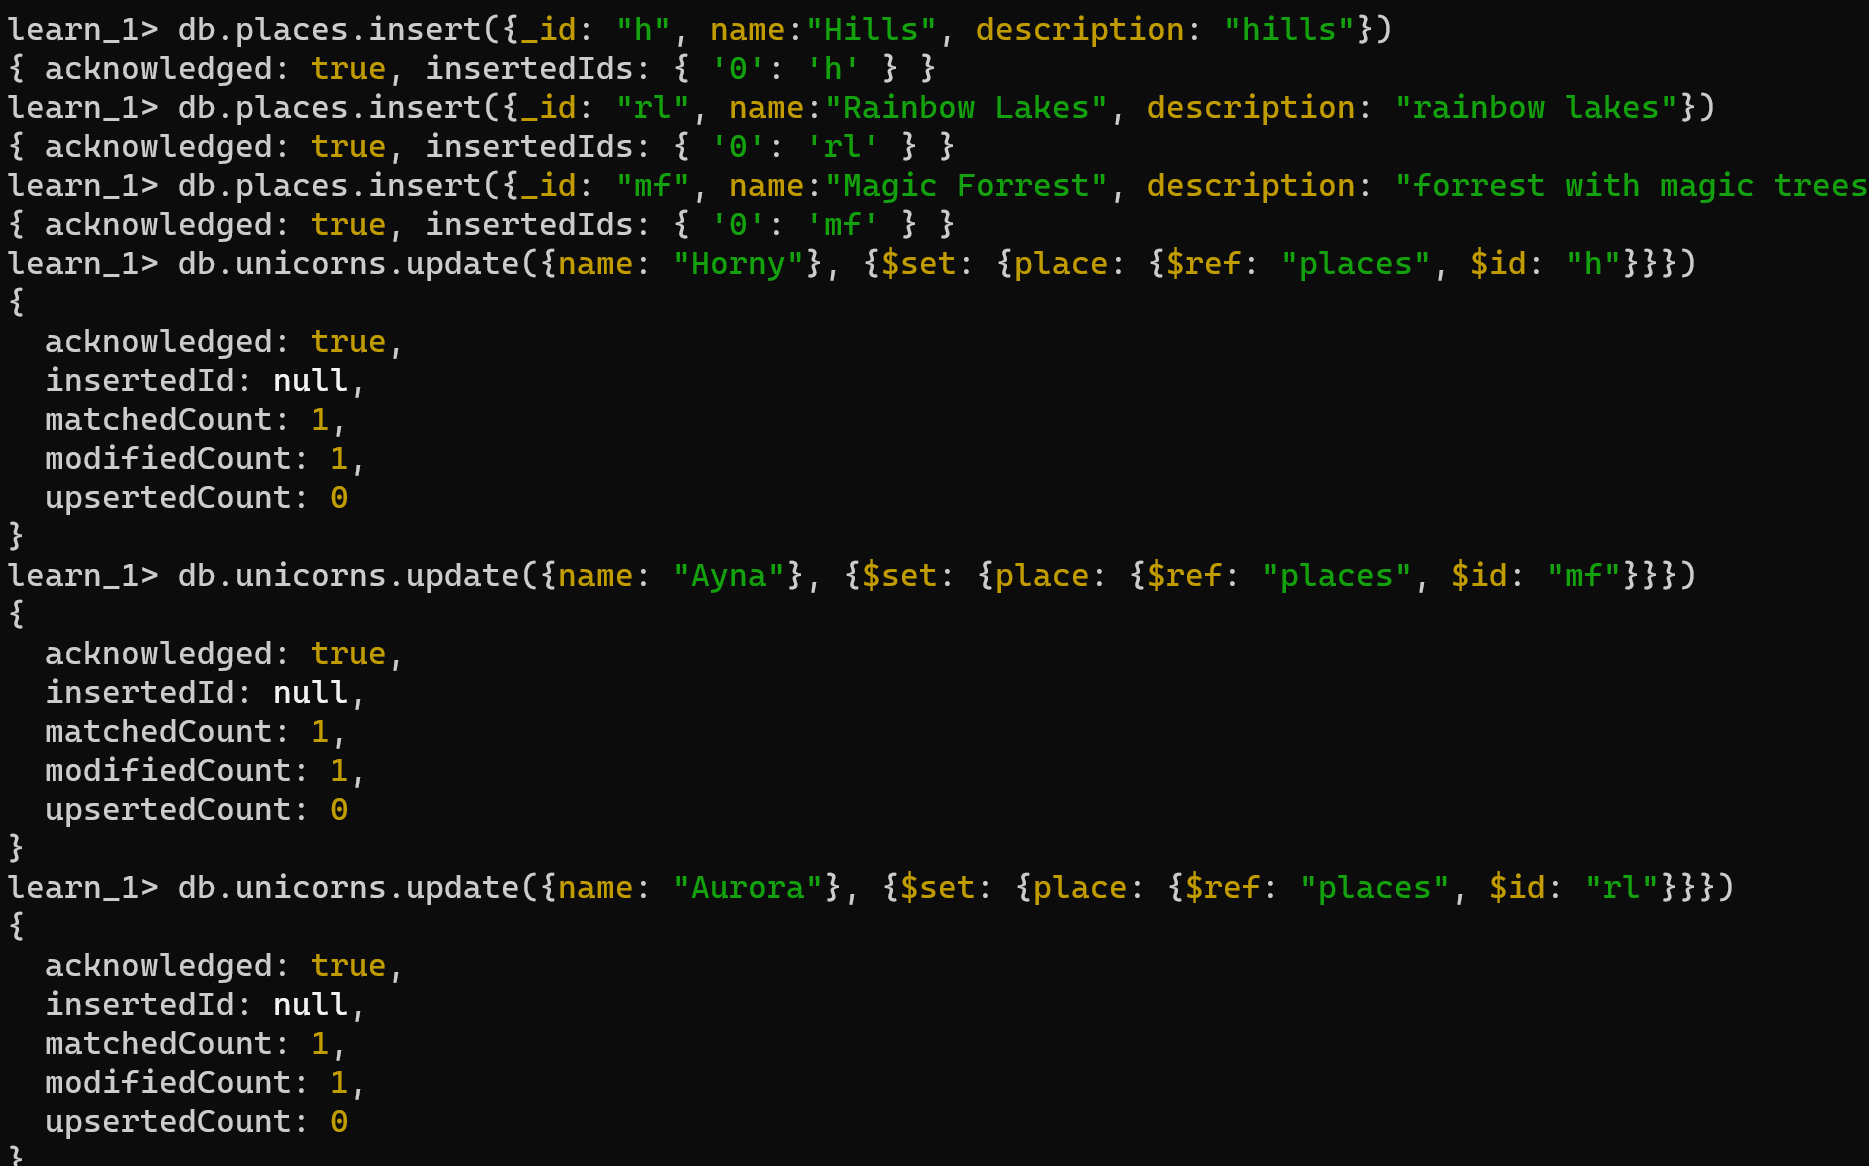 learn_1> db.places.insert({_id: "h", name:"Hills", description: "hills"})
{ acknowledged: true, insertedIds: { '0': 'h' } }
learn_1> db.places.insert({_id: "rl", name:"Rainbow Lakes", description: "rainbow lakes"})
{ acknowledged: true, insertedIds: { '0': 'rl' } }
learn_1> db.places.insert({_id: "mf", name:"Magic Forrest", description: "forrest with magic trees
{ acknowledged: true, insertedIds: { '0': 'mf' } }
learn_1> db.unicorns.update({name: "Horny"}, {$set: {place: {$ref: "places", $id: "h"}}})
{
  acknowledged: true,
  insertedId: null,
  matchedCount: 1,
  modifiedCount: 1,
  upsertedCount: 0
}
learn_1> db.unicorns.update({name: "Ayna"}, {$set: {place: {$ref: "places", $id: "mf"}}})
{
  acknowledged: true,
  insertedId: null,
  matchedCount: 1,
  modifiedCount: 1,
  upsertedCount: 0
}
learn_1> db.unicorns.update({name: "Aurora"}, {$set: {place: {$ref: "places", $id: "rl"}}})
{
  acknowledged: true,
  insertedId: null,
  matchedCount: 1,
  modifiedCount: 1,
  upsertedCount: 0
}